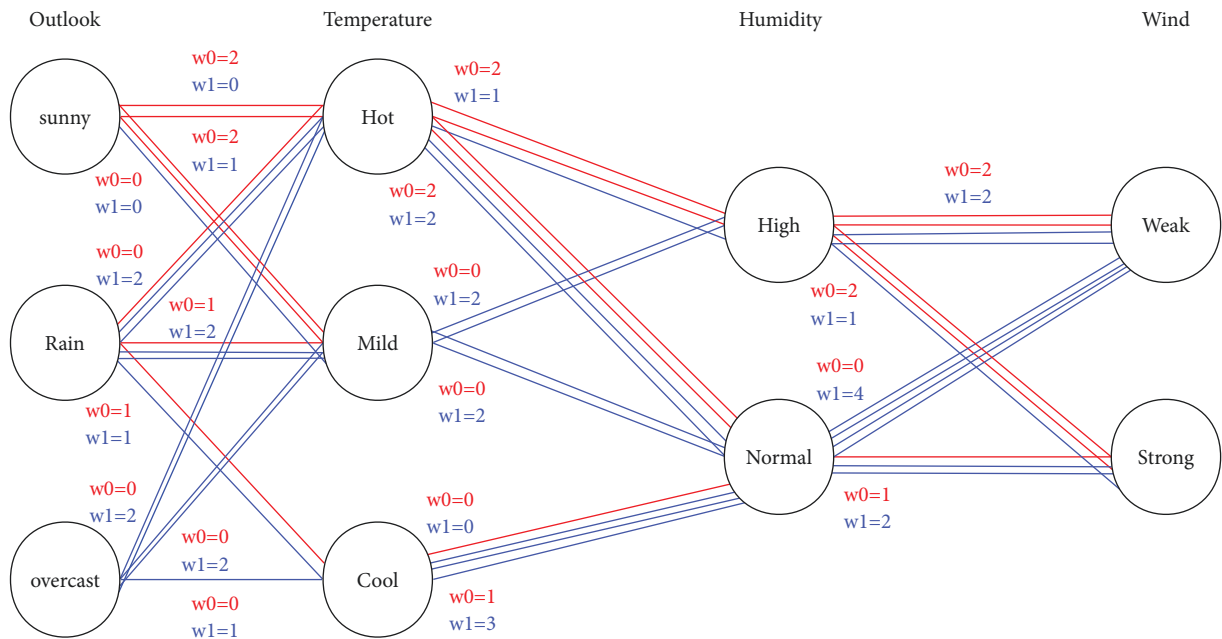 Outlook
Temperature
Humidity
Wind
w0=2
w1=0
sunny
w0=2
w1=1
w0=0
w1=0
Hot
w0=2
w1=1
w0=2
w1=2
w0=0
w1=2
Rain
w0=1
w1=2
Mild
w0=0
w1=2
w0=0
w1=2
w0=1
w1=1
w0=0
w1=2
overcast
w0=0
w1=2
w0=0
w1=1
Cool
w0=0
w1=0
w0=1
w1=3
High
w0=2
w1=2
Weak
w0=2
w1=1
w0=0
w1=4
Normal
w0=1
w1=2
Strong